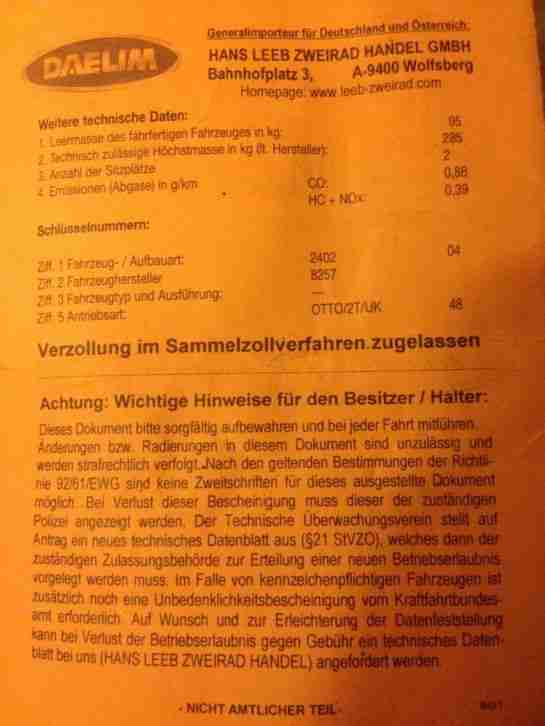 DAELIM
Generalimporteur für Deutschland und Österreich:
HANS LEEB ZWEIRAD HANDEL GMBH
Bahnhofplatz 3, A-9400 Wolfsberg
Homepage: www.leeb-zweirad.com
Weitere technische Daten:
1. Leermasse des fahrfertigen Fahrzeuges in kg: 95
2. Technisch zulässige Höchstmasse in kg (lt. Hersteller): 285
3. Anzahl der Sitzplätze 2
4. Emissionen (Abgase) in g/km CO: 0,88
HC + NOx: 0,39
Schlüsselnummern:
Ziff. 1 Fahrzeug- / Aufbauart: 2402 04
Ziff. 2 Fahrzeughersteller 8257
Ziff. 3 Fahrzeugtyp und Ausführung: ---
Ziff. 5 Antriebsart: OTTO/2T/UK 48
Verzollung im Sammelzollverfahren zugelassen
Achtung: Wichtige Hinweise für den Besitzer / Halter:
Dieses Dokument bitte sorgfältig aufbewahren und bei jeder Fahrt mitführen.
Änderungen bzw. Radierungen in diesem Dokument sind unzulässig und
werden strafrechtlich verfolgt. Nach den geltenden Bestimmungen der Richtli-
nie 92/61/EWG sind keine Zweitschriften für dieses ausgestellte Dokument
möglich. Bei Verlust dieser Bescheinigung muss dieser der zuständigen
Polizei angezeigt werden. Der Technische Überwachungsverein stellt auf
Antrag ein neues technisches Datenblatt aus (§21 StVZO), welches dann der
zuständigen Zulassungsbehörde zur Erteilung einer neuen Betriebserlaubnis
vorgelegt werden muss. Im Falle von kennzeichenpflichtigen Fahrzeugen ist
zusätzlich noch eine Unbedenklichkeitsbescheinigung vom Kraftfahrtbundes-
amt erforderlich. Auf Wunsch und zur Erleichterung der Datenfeststellung
kann bei Verlust der Betriebserlaubnis gegen Gebühr ein technisches Daten-
blatt bei uns (HANS LEEB ZWEIRAD HANDEL) angefordert werden.
- NICHT AMTLICHER TEIL -